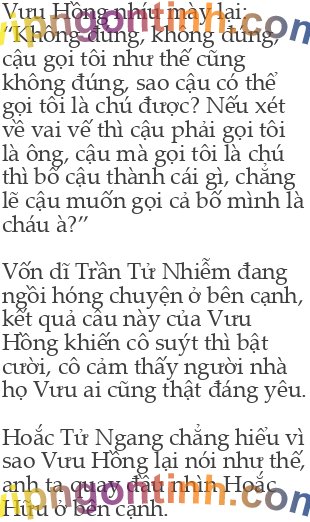 Vưu Hồng nhíu mày lại:
“Không đúng, không đúng,
cậu gọi tôi như thế cũng
không đúng, sao cậu có thể
gọi tôi là chú được? Nếu xét
về vai vế thì cậu phải gọi tôi
là ông, cậu mà gọi tôi là chú
thì bố cậu thành cái gì, chẳng
lẽ cậu muốn gọi cả bố mình là
cháu à?”
Vốn dĩ Trần Tử Nhiễm đang
ngồi hóng chuyện ở bên cạnh,
kết quả câu này của Vưu
Hồng khiến cô suýt thì bật
cười, cô cảm thấy người nhà
họ Vưu ai cũng thật đáng yêu.
Hoắc Tử Ngang chẳng hiểu vì
sao Vưu Hồng lại nói như thế,
anh ta quay đầu nhìn Hoắc
Hữu ở bên cạnh.
vipngontinh.com
vipngontinh.com